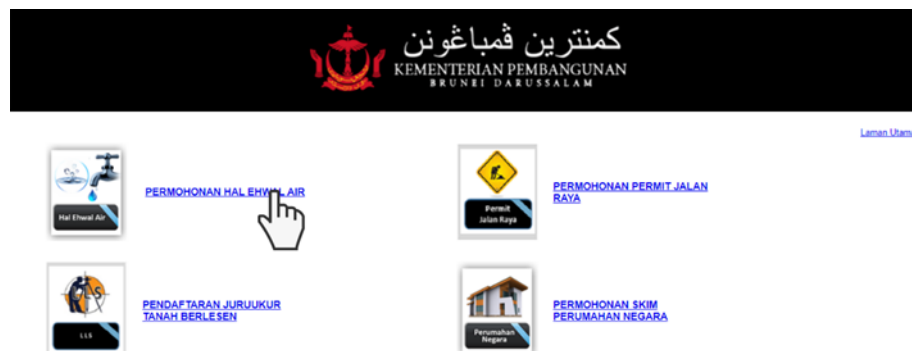 كمنترين ڤمباڠونن
KEMENTERIAN PEMBANGUNAN
BRUNEI DARUSSALAM
Laman Utama
PERMOHONAN HAL EHWAL AIR
Hal Ehwal Air
PERMOHONAN PERMIT JALAN
RAYA
Permit
Jalan Raya
PENDAFTARAN JURUUKUR
TANAH BERLESEN
LLS
PERMOHONAN SKIM
PERUMAHAN NEGARA
Perumahan
Negara